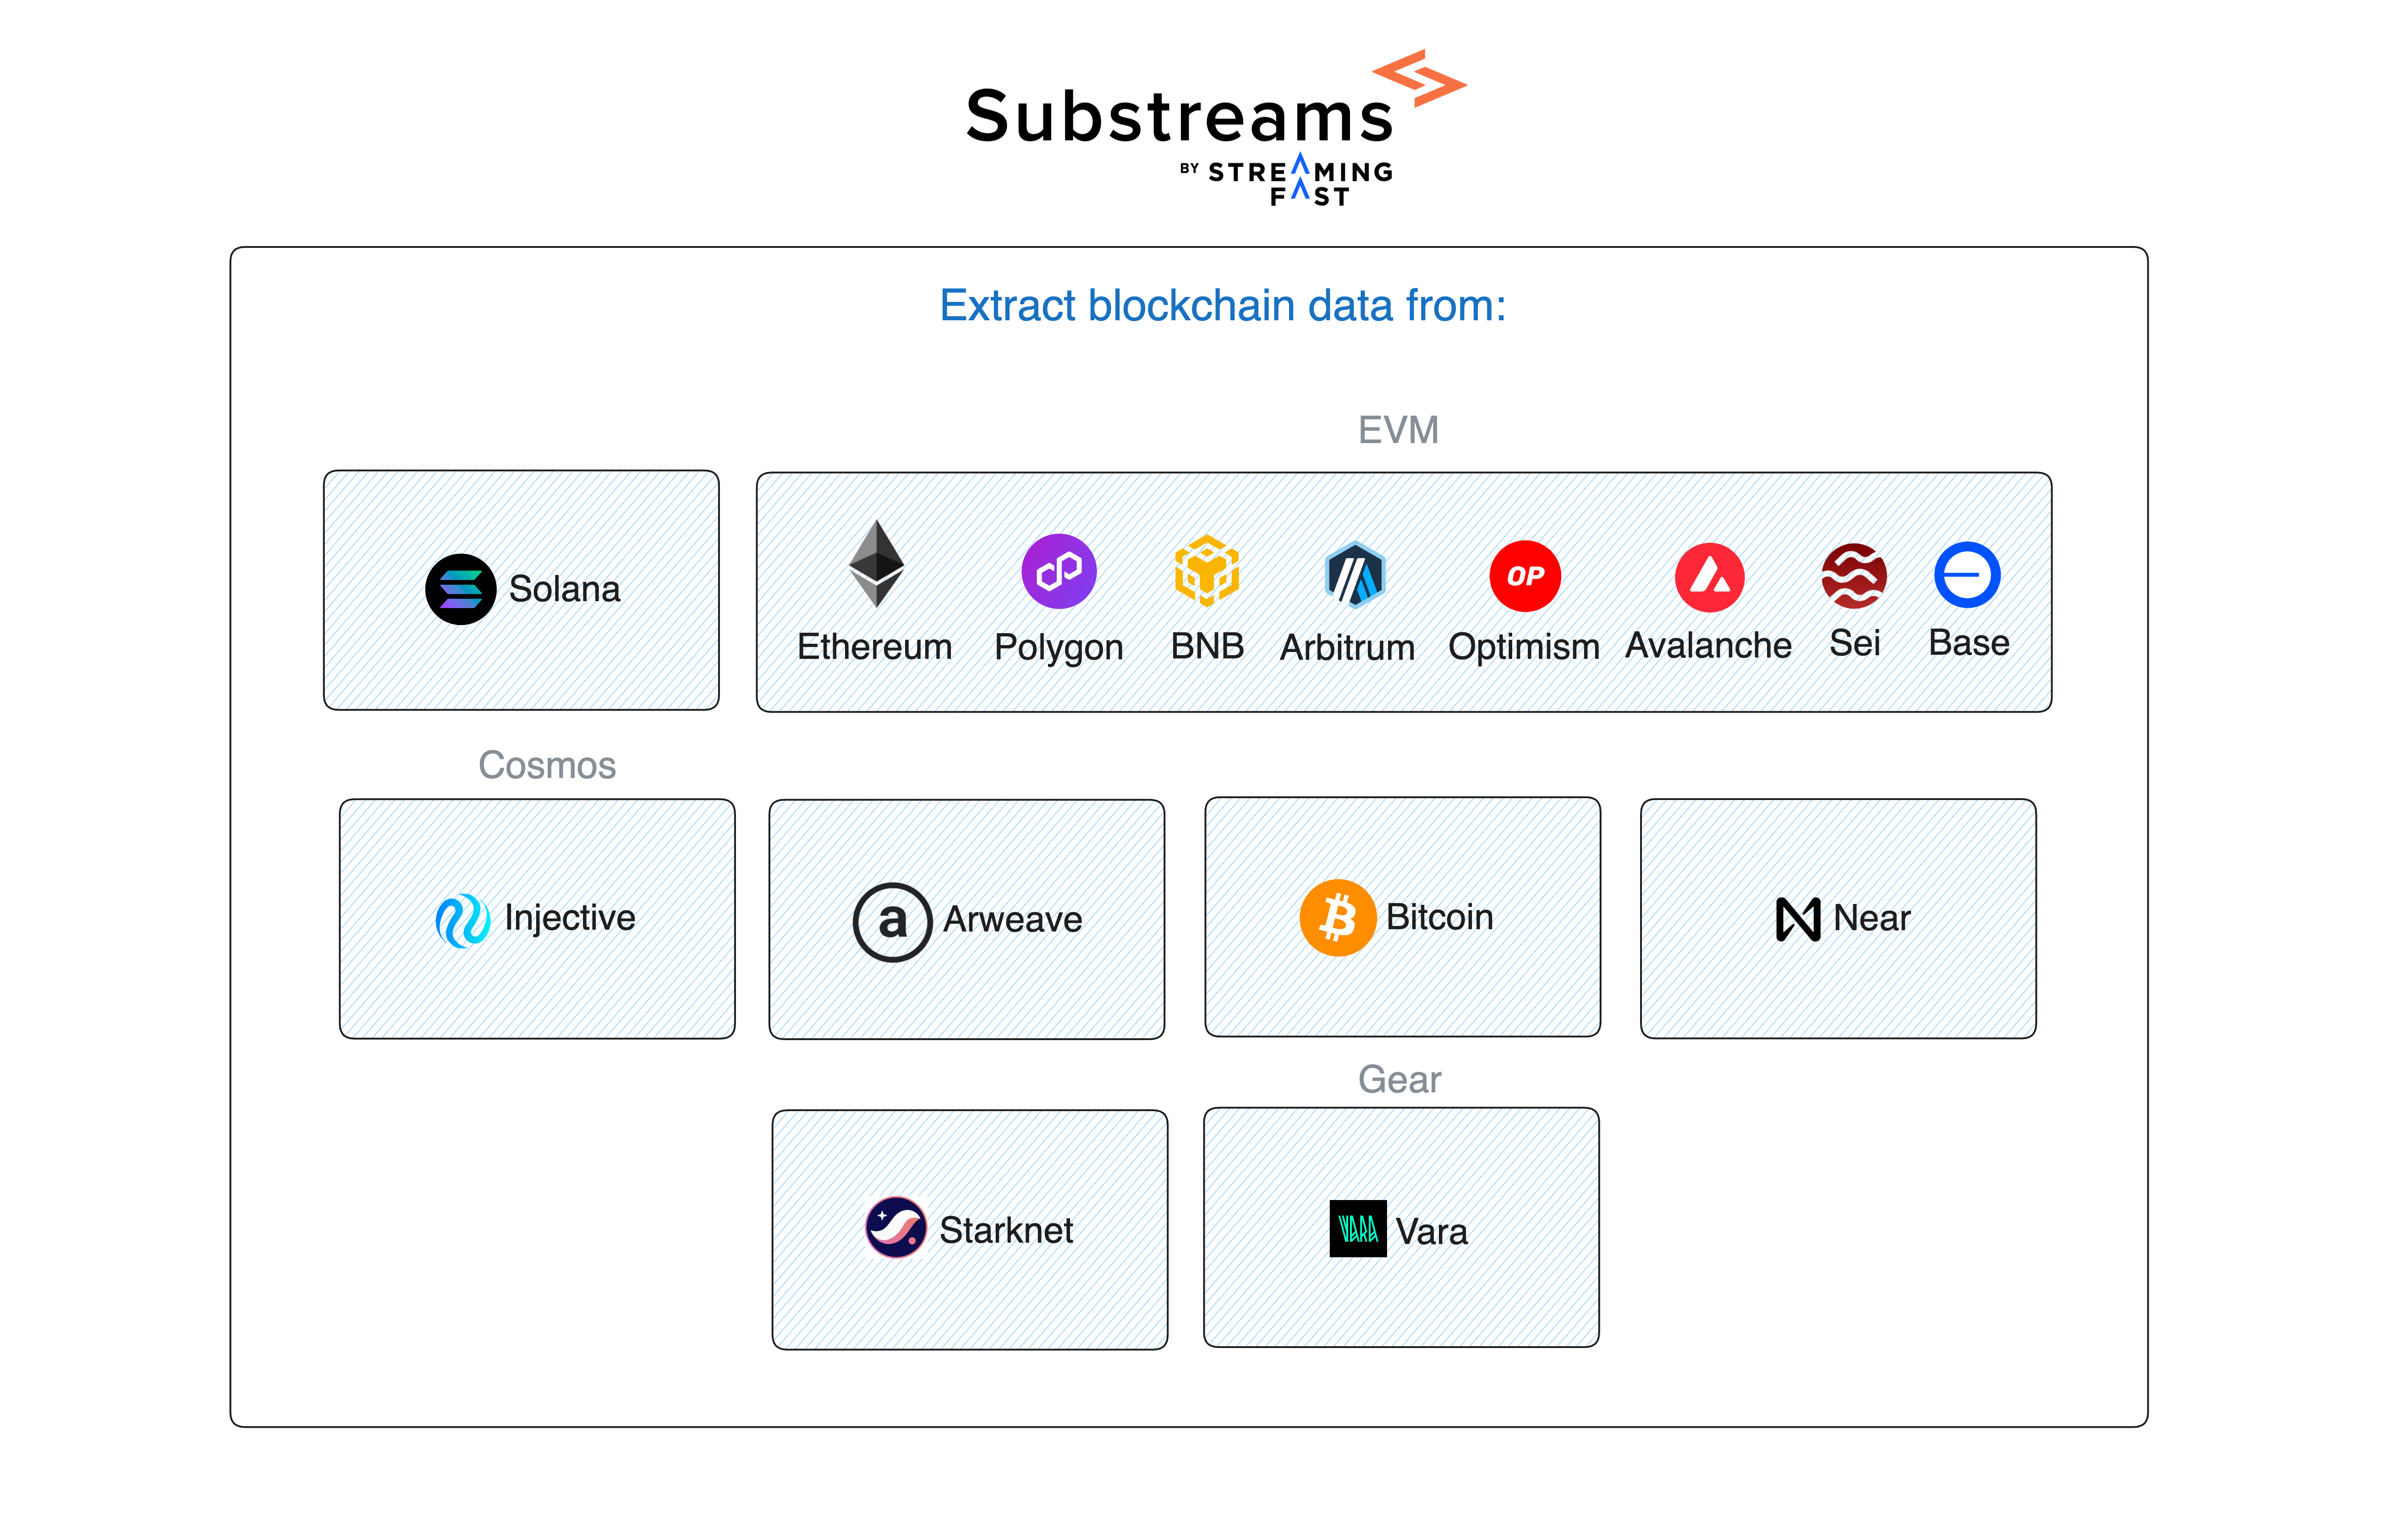 Substreams
BY STREAMING
FAST
Extract blockchain data from:
EVM
Solana
Ethereum Polygon BNB Arbitrum Optimism Avalanche Sei Base
OP
Cosmos
Injective
a Arweave
Bitcoin
Near
Gear
Starknet
VARA Vara